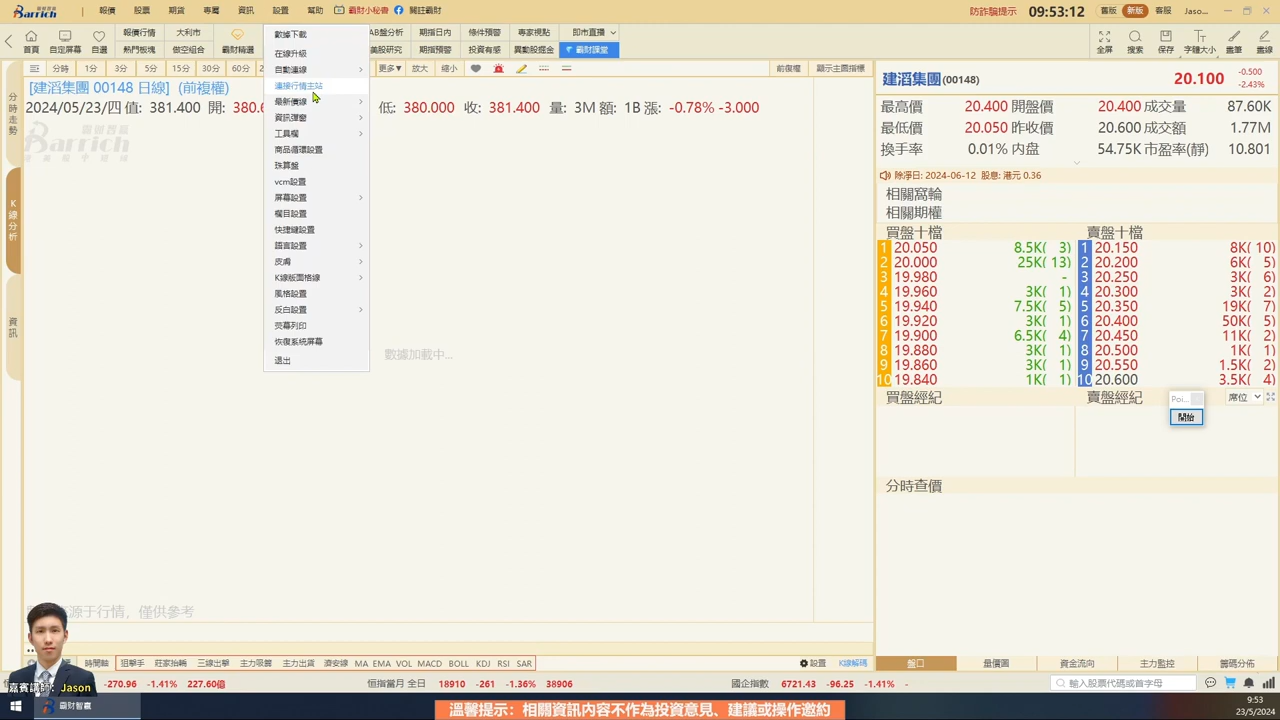 Barrich 報價 股票 期貨 專屬 資訊 設置 幫助 霸財小秘書 關註霸財 防詐騙提示 09:53:12 舊版 新版 客服 Jaso...
報價行情 大利市 AB盤分析 期指日内 條件預警 專家視點 即市直播
首頁 自定屏幕 自選 熱門板塊 做空組合 霸財精選 美股研究 期指預警 投資有感 異動股掘金 霸財課堂 全屏 搜索 保存 字體大小 畫筆 畫線
分時 1分 3分 5分 15分 30分 60分 更多▼ 放大 縮小 前復權 顯示主圖指標
數據下載
在線升級
自動連線
連接行情主站
最新價線
資訊彈窗
工具欄
商品循環設置
珠算盤
vcm設置
屏幕設置
欄目設置
快捷鍵設置
語言設置
皮膚
K線版面格線
風格設置
反白設置
熒幕列印
恢復系統屏幕
退出
[建滔集團 00148 日線] (前複權)
2024/05/23/四 值: 381.400 開: 380.6 低: 380.000 收: 381.400 量: 3M 額: 1B 漲: -0.78% -3.000
Barrich
分時走勢
K線分析
資訊
數據加載中...
源于行情，僅供參考
建滔集團(00148) 20.100 -0.500
-2.43%
最高價 20.400 開盤價 20.400 成交量 87.60K
最低價 20.050 昨收價 20.600 成交額 1.77M
換手率 0.01% 内盘 54.75K 市盈率(靜) 10.801
除淨日: 2024-06-12 股息: 港元 0.36
相關窩輪
相關期權
買盤十檔 賣盤十檔
1 20.050 8.5K( 3) 1 20.150 8K( 10)
2 20.000 25K( 13) 2 20.200 6K( 5)
3 19.980 - 3 20.250 3K( 6)
4 19.960 3K( 1) 4 20.300 3K( 2)
5 19.940 7.5K( 5) 5 20.350 19K( 7)
6 19.920 3K( 1) 6 20.400 50K( 5)
7 19.900 6.5K( 4) 7 20.450 11K( 2)
8 19.880 3K( 1) 8 20.500 1K( 1)
9 19.860 3K( 1) 9 20.550 1.5K( 2)
10 19.840 1K( 1) 10 20.600 3.5K( 4)
買盤經紀 賣盤經紀 Poi... 席位
開始
分時查價
時間軸 狙擊手 莊家抬轎 三線出擊 主力吸籌 主力出貨 濟安線 MA EMA VOL MACD BOLL KDJ RSI SAR 設置 K線解碼
盤口 量價圖 資金流向 主力監控 籌碼分佈
-270.96 -1.41% 227.60億 恒指當月 全日 18910 -261 -1.36% 38906 國企指數 6721.43 -96.25 -1.41% 輸入股票代碼或首字母
嘉賓講師: Jason
霸財智贏
溫馨提示：相關資訊內容不作為投資意見、建議或操作邀約
9:53
23/5/2024